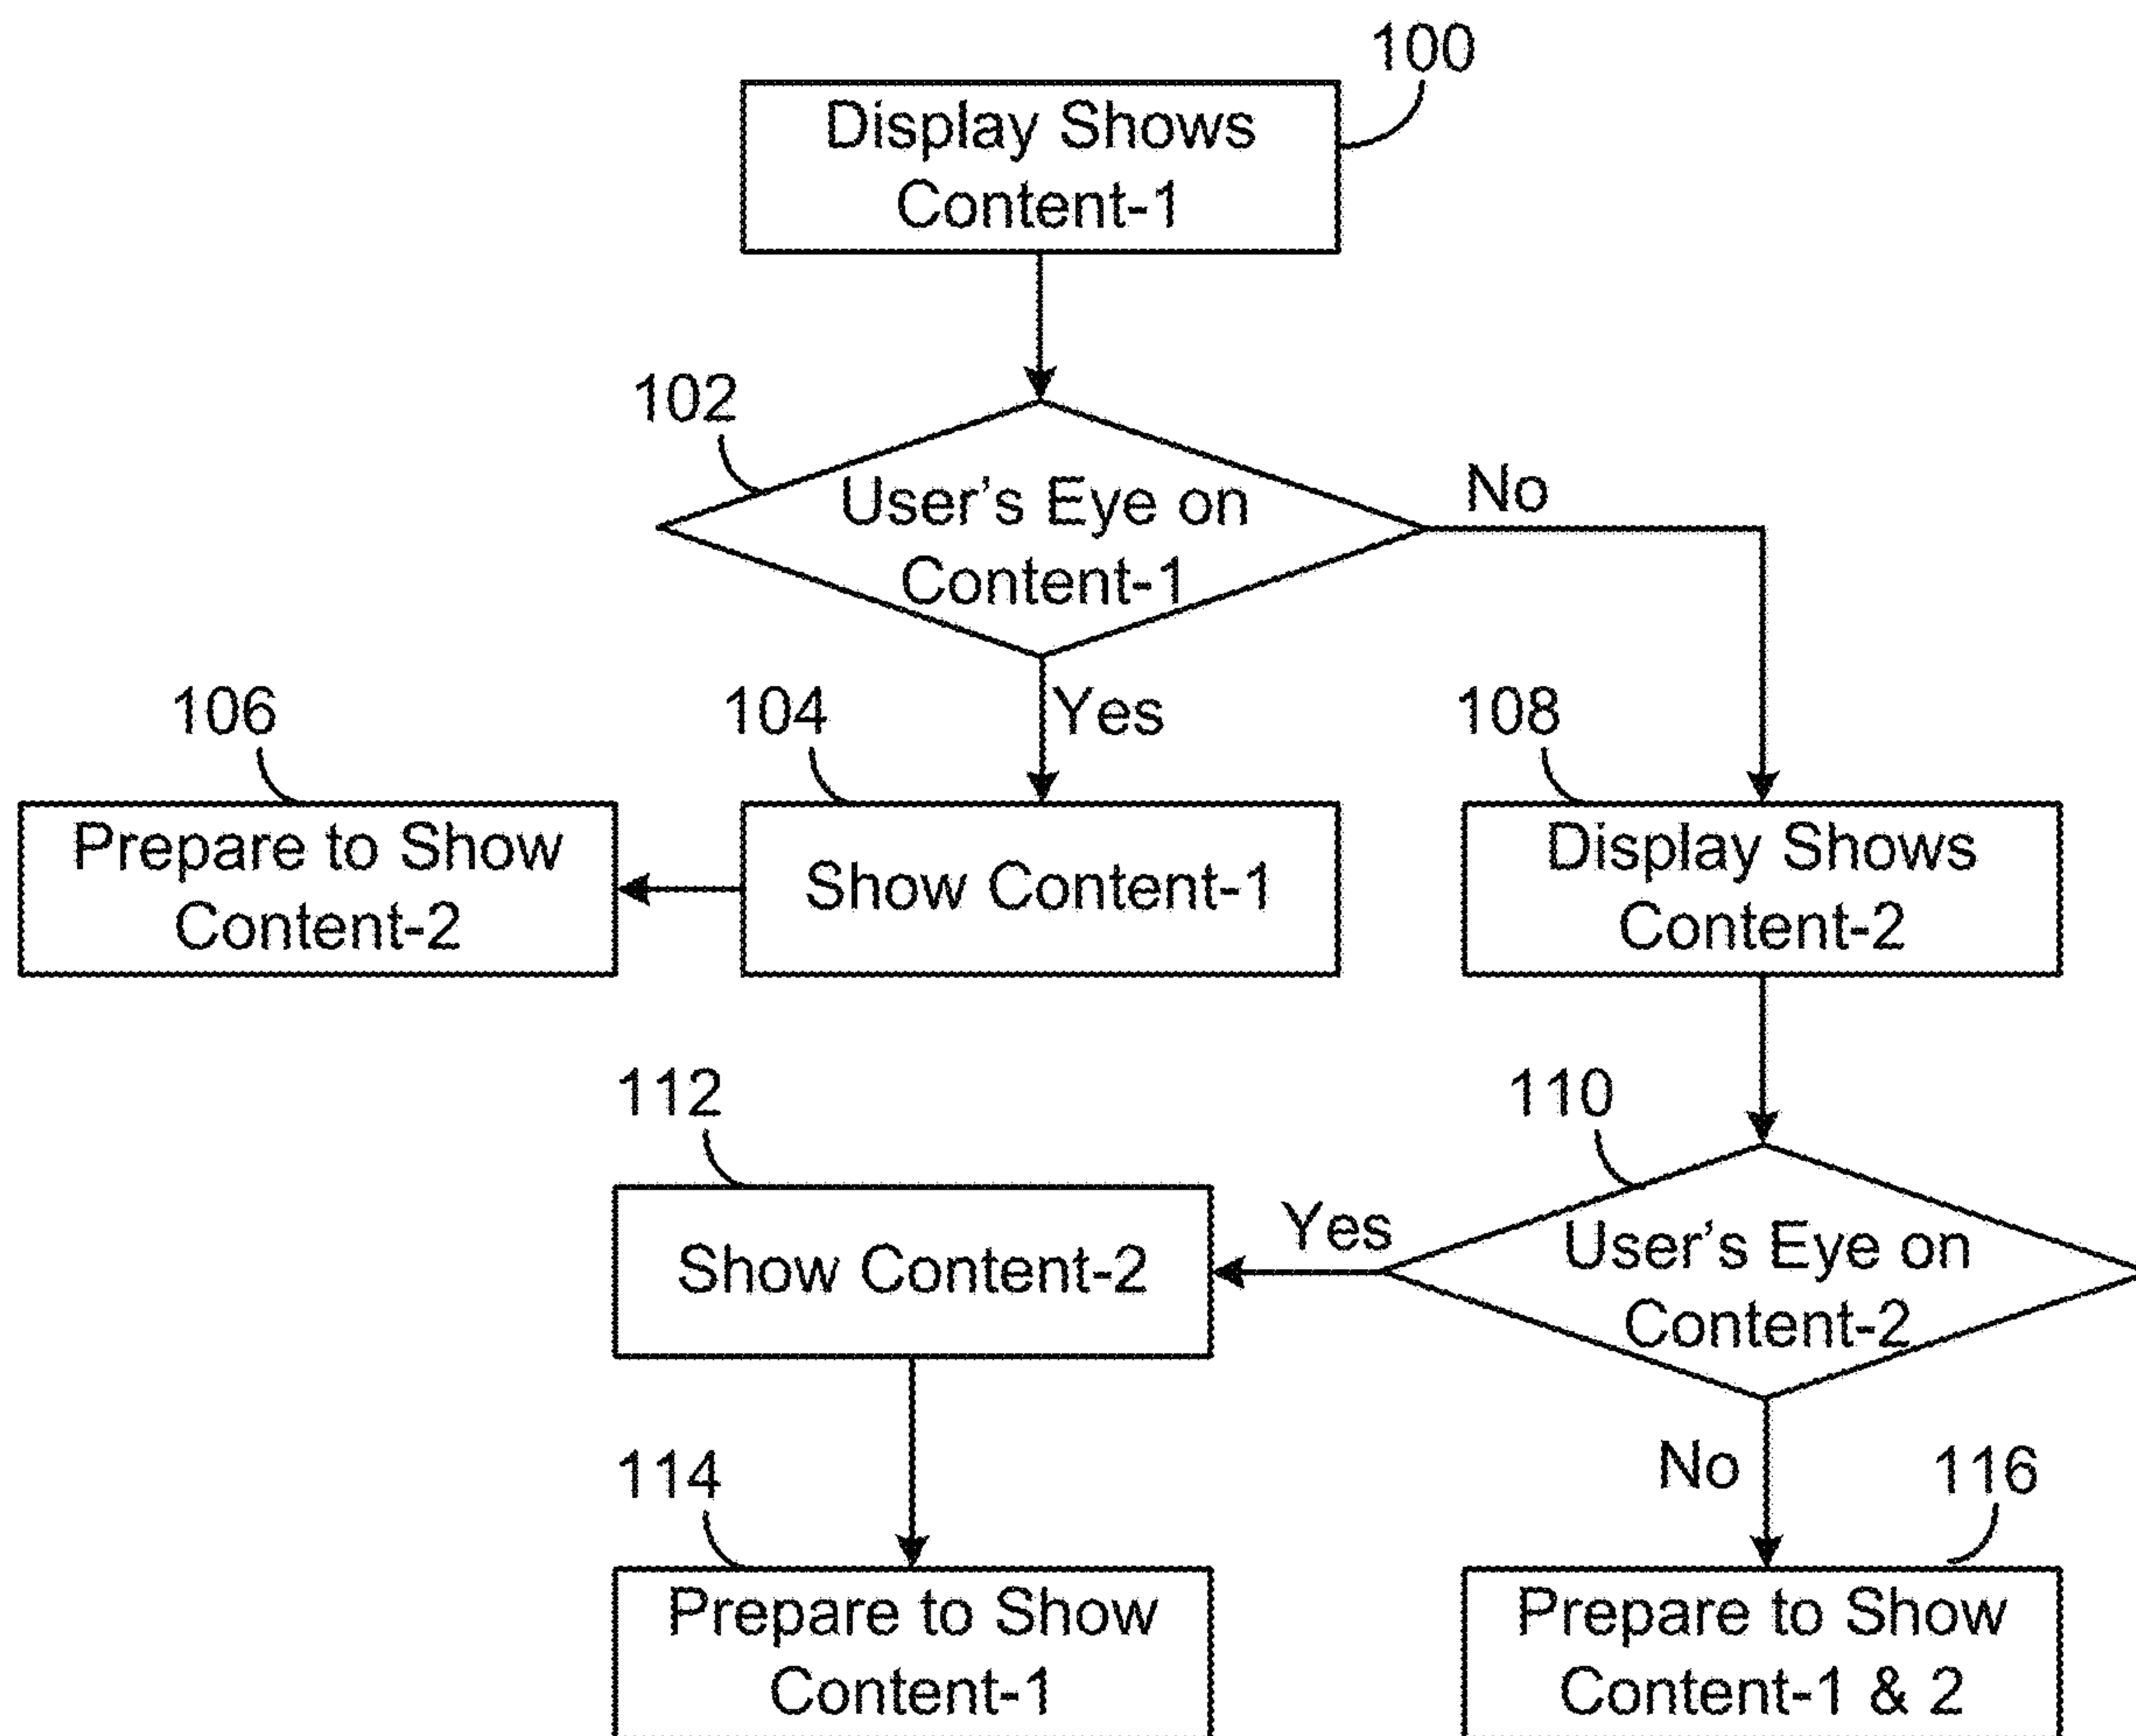 100
Display Shows
Content-1
102
User's Eye on
Content-1
No
Yes
106
104
108
Prepare to Show
Content-2
Show Content-1
Display Shows
Content-2
112
110
Show Content-2
Yes
User's Eye on
Content-2
No
114
116
Prepare to Show
Content-1
Prepare to Show
Content-1 & 2